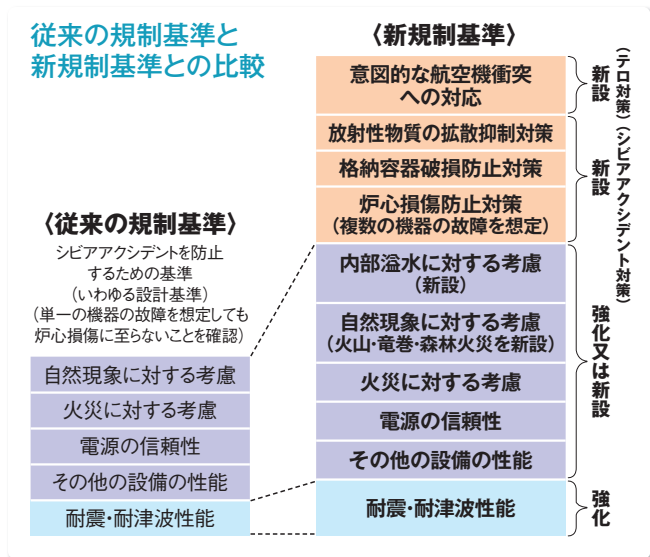 従来の規制基準と
新規制基準との比較
〈従来の規制基準〉
シビアアクシデントを防止
するための基準
(いわゆる設計基準)
(単一の機器の故障を想定しても
炉心損傷に至らないことを確認)
自然現象に対する考慮
火災に対する考慮
電源の信頼性
その他の設備の性能
耐震・耐津波性能
〈新規制基準〉
意図的な航空機衝突
への対応
放射性物質の拡散抑制対策
格納容器破損防止対策
炉心損傷防止対策
(複数の機器の故障を想定)
内部溢水に対する考慮
(新設)
自然現象に対する考慮
(火山・竜巻・森林火災を新設)
火災に対する考慮
電源の信頼性
その他の設備の性能
耐震・耐津波性能
新設
(テロ対策)
新設
(シビアアクシデント対策)
強化又は新設
強化